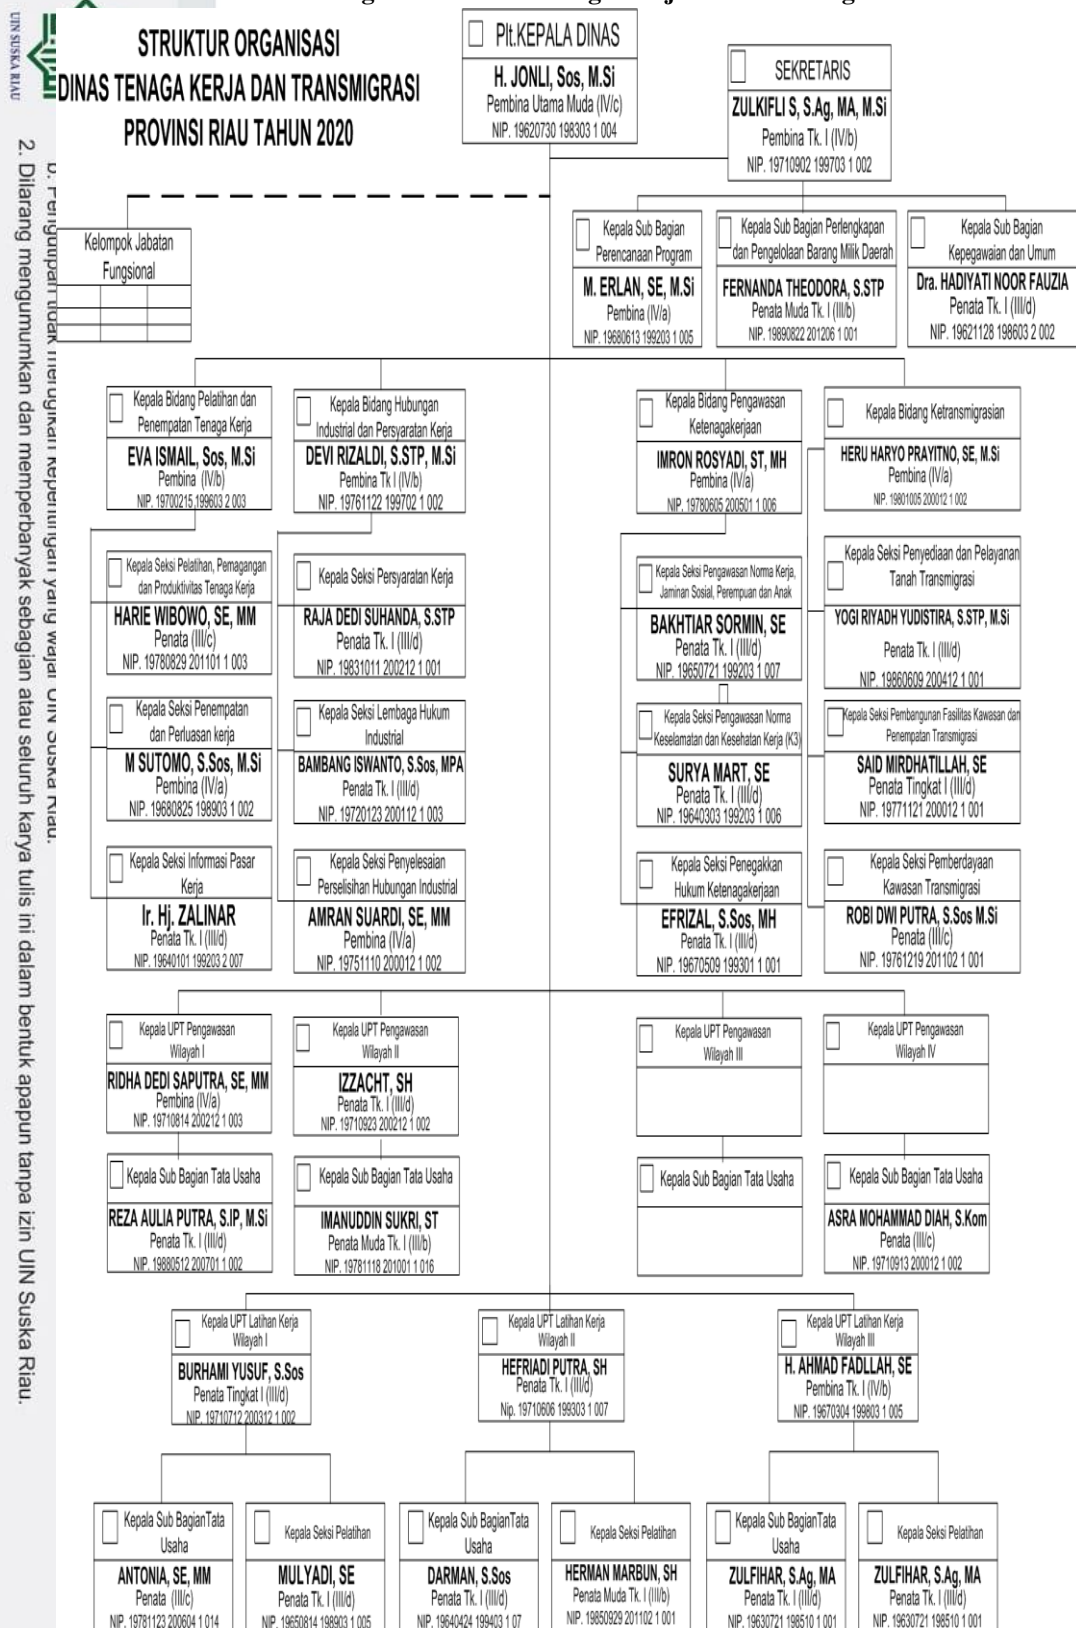 STRUKTUR ORGANISASI
DINAS TENAGA KERJA DAN TRANSMIGRASI
PROVINSI RIAU TAHUN 2020
Plt.KEPALA DINAS
H. JONLI, Sos, M.Si
Pembina Utama Muda (IV/c)
NIP. 19620730 198303 1 004
SEKRETARIS
ZULKIFLI S, S.Ag, MA, M.Si
Pembina Tk. I (IV/b)
NIP. 19710902 199703 1 002
Kelompok Jabatan
Fungsional
Kepala Sub Bagian
Perencanaan Program
M. ERLAN, SE, M.Si
Pembina (IV/a)
NIP. 19680613 199203 1 005
Kepala Sub Bagian Perlengkapan
dan Pengelolaan Barang Milik Daerah
FERNANDA THEODORA, S.STP
Penata Muda Tk. I (III/b)
NIP. 19890822 201206 1 001
Kepala Sub Bagian
Kepegawaian dan Umum
Dra. HADIYATI NOOR FAUZIA
Penata Tk. I (III/d)
NIP. 19621128 198603 2 002
Kepala Bidang Pelatihan dan
Penempatan Tenaga Kerja
EVA ISMAIL, Sos, M.Si
Pembina (IV/b)
NIP. 19700215 199603 2 003
Kepala Bidang Hubungan
Industrial dan Persyaratan Kerja
DEVI RIZALDI, S.STP, M.Si
Pembina Tk I (IV/b)
NIP. 19761122 199702 1 002
Kepala Bidang Pengawasan
Ketenagakerjaan
IMRON ROSYADI, ST, MH
Pembina (IV/a)
NIP. 19780605 200501 1 006
Kepala Bidang Ketransmigrasian
HERU HARYO PRAYITNO, SE, M.Si
Pembina (IV/a)
NIP. 19801005 200012 1 002
Kepala Seksi Pelatihan, Pemagangan
dan Produktivitas Tenaga Kerja
HARIE WIBOWO, SE, MM
Penata (III/c)
NIP. 19780829 201101 1 003
Kepala Seksi Persyaratan Kerja
RAJA DEDI SUHANDA, S.STP
Penata Tk. I (III/d)
NIP. 19831011 200212 1 001
Kepala Seksi Pengawasan Norma Kerja,
Jaminan Sosial, Perempuan dan Anak
BAKHTIAR SORMIN, SE
Penata Tk. I (III/d)
NIP. 19650721 199203 1 007
Kepala Seksi Penyediaan dan Pelayanan
Tanah Transmigrasi
YOGI RIYADH YUDISTIRA, S.STP, M.Si
Penata Tk. I (III/d)
NIP. 19860609 200412 1 001
Kepala Seksi Penempatan
dan Perluasan kerja
M SUTOMO, S.Sos, M.Si
Pembina (IV/a)
NIP. 19680825 198903 1 002
Kepala Seksi Lembaga Hukum
Industrial
BAMBANG ISWANTO, S.Sos, MPA
Penata Tk. I (III/d)
NIP. 19720123 200112 1 003
Kepala Seksi Pengawasan Norma
Keselamatan dan Kesehatan Kerja (K3)
SURYA MART, SE
Penata Tk. I (III/d)
NIP. 19640303 199203 1 006
Kepala Seksi Pembangunan Fasilitas Kawasan dan
Penempatan Transmigrasi
SAID MIRDHATILLAH, SE
Penata Tingkat I (III/d)
NIP. 19771121 200012 1 001
Kepala Seksi Informasi Pasar
Kerja
Ir. Hj. ZALINAR
Penata Tk. I (III/d)
NIP. 19640101 199203 2 007
Kepala Seksi Penyelesaian
Perselisihan Hubungan Industrial
AMRAN SUARDI, SE, MM
Pembina (IV/a)
NIP. 19751110 200012 1 002
Kepala Seksi Penegakkan
Hukum Ketenagakerjaan
EFRIZAL, S.Sos, MH
Penata Tk. I (III/d)
NIP. 19670509 199301 1 001
Kepala Seksi Pemberdayaan
Kawasan Transmigrasi
ROBI DWI PUTRA, S.Sos M.Si
Penata (III/c)
NIP. 19761219 201102 1 001
Kepala UPT Pengawasan
Wilayah I
RIDHA DEDI SAPUTRA, SE, MM
Pembina (IV/a)
NIP. 19710814 200212 1 003
Kepala UPT Pengawasan
Wilayah II
IZZACHT, SH
Penata Tk. I (III/d)
NIP. 19710923 200212 1 002
Kepala UPT Pengawasan
Wilayah III
Kepala UPT Pengawasan
Wilayah IV
Kepala Sub Bagian Tata Usaha
REZA AULIA PUTRA, S.IP, M.Si
Penata Tk. I (III/d)
NIP. 19880512 200701 1 002
Kepala Sub Bagian Tata Usaha
IMANUDDIN SUKRI, ST
Penata Muda Tk. I (III/b)
NIP. 19781118 201001 1 016
Kepala Sub Bagian Tata Usaha
Kepala Sub Bagian Tata Usaha
ASRA MOHAMMAD DIAH, S.Kom
Penata (III/c)
NIP. 19710913 200012 1 002
Kepala UPT Latihan Kerja
Wilayah I
BURHAMI YUSUF, S.Sos
Penata Tingkat I (III/d)
NIP. 19710712 200312 1 002
Kepala UPT Latihan Kerja
Wilayah II
HEFRIADI PUTRA, SH
Penata Tk. I (III/d)
Nip. 19710606 199303 1 007
Kepala UPT Latihan Kerja
Wilayah III
H. AHMAD FADLLAH, SE
Pembina Tk. I (IV/b)
NIP. 19670304 199803 1 005
Kepala Sub BagianTata
Usaha
ANTONIA, SE, MM
Penata (III/c)
NIP. 19781123 200604 1 014
Kepala Seksi Pelatihan
MULYADI, SE
Penata Tk. I (III/d)
NIP. 19650814 198903 1 005
Kepala Sub BagianTata
Usaha
DARMAN, S.Sos
Penata Tk. I (III/d)
NIP. 19640424 199403 1 07
Kepala Seksi Pelatihan
HERMAN MARBUN, SH
Penata Muda Tk. I (III/b)
NIP. 19850929 201102 1 001
Kepala Sub BagianTata
Usaha
ZULFIHAR, S.Ag, MA
Penata Tk. I (III/d)
NIP. 19630721 198510 1 001
Kepala Seksi Pelatihan
ZULFIHAR, S.Ag, MA
Penata Tk. I (III/d)
NIP. 19630721 198510 1 001
UIN SUSKA RIAU
b. Pengutipan tidak merugikan kepentingan yang wajar UIN Suska Riau.
2. Dilarang mengumumkan dan memperbanyak sebagian atau seluruh karya tulis ini dalam bentuk apapun tanpa izin UIN Suska Riau.